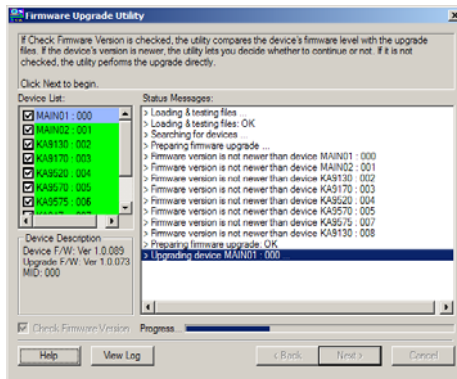 Firmware Upgrade Utility
If Check Firmware Version is checked, the utility compares the device's firmware level with the upgrade
files. If the device's version is newer, the utility lets you decide whether to continue or not. If it is not
checked, the utility performs the upgrade directly.
Click Next to begin.
Device List:
MAIN01 : 000
MAIN02 : 001
KA9130 : 002
KA9170 : 003
KA9520 : 004
KA9570 : 005
KA9575 : 006
Status Messages:
> Loading & testing files ...
> Loading & testing files: OK
> Searching for devices ...
> Preparing firmware upgrade ...
> Firmware version is not newer than device MAIN01 : 000
> Firmware version is not newer than device MAIN02 : 001
> Firmware version is not newer than device KA9130 : 002
> Firmware version is not newer than device KA9170 : 003
> Firmware version is not newer than device KA9520 : 004
> Firmware version is not newer than device KA9570 : 005
> Firmware version is not newer than device KA9575 : 007
> Firmware version is not newer than device KA9130 : 008
> Preparing firmware upgrade: OK
> Upgrading device MAIN01 : 000 ...
Device Description
Device F/W: Ver 1.0.089
Upgrade F/W: Ver 1.0.073
MID: 000
Check Firmware Version
Progress...
Help
View Log
< Back
Next >
Cancel